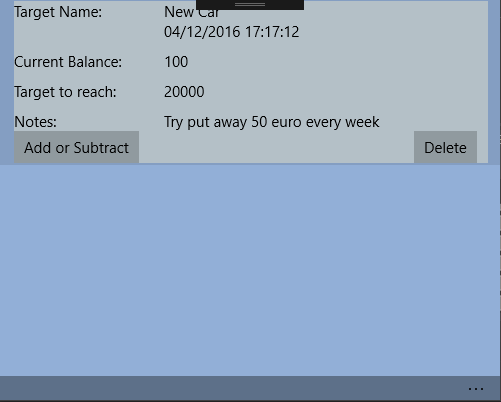 Target Name: New Car
04/12/2016 17:17:12
Current Balance: 100
Target to reach: 20000
Notes: Try put away 50 euro every week
Add or Subtract Delete
...